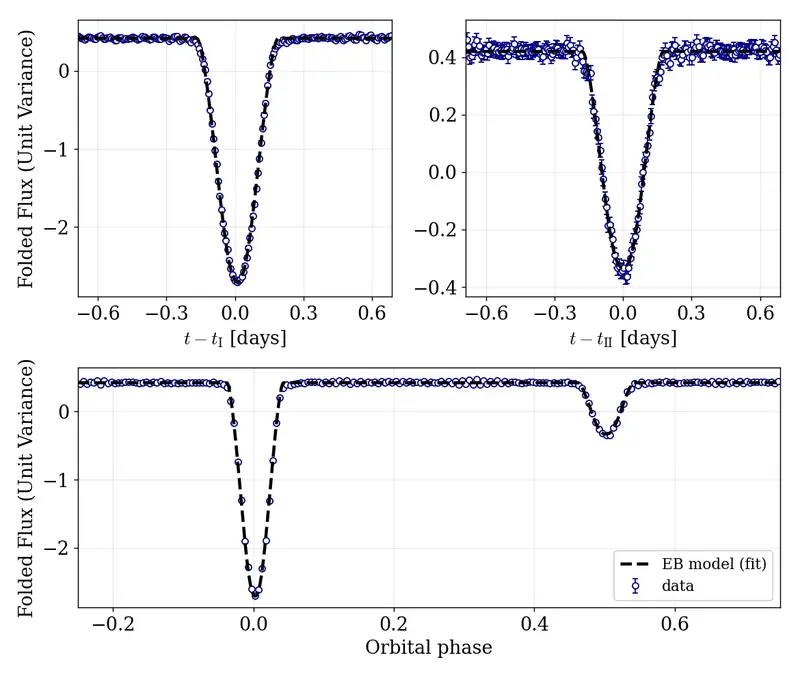 Folded Flux (Unit Variance)
0
−1
−2
−0.6 −0.3 0.0 0.3 0.6
t − t_I [days]
0.4
0.2
0.0
−0.2
−0.4
−0.6 −0.3 0.0 0.3 0.6
t − t_II [days]
Folded Flux (Unit Variance)
0
−1
−2
−0.2 0.0 0.2 0.4 0.6
Orbital phase
EB model (fit)
data